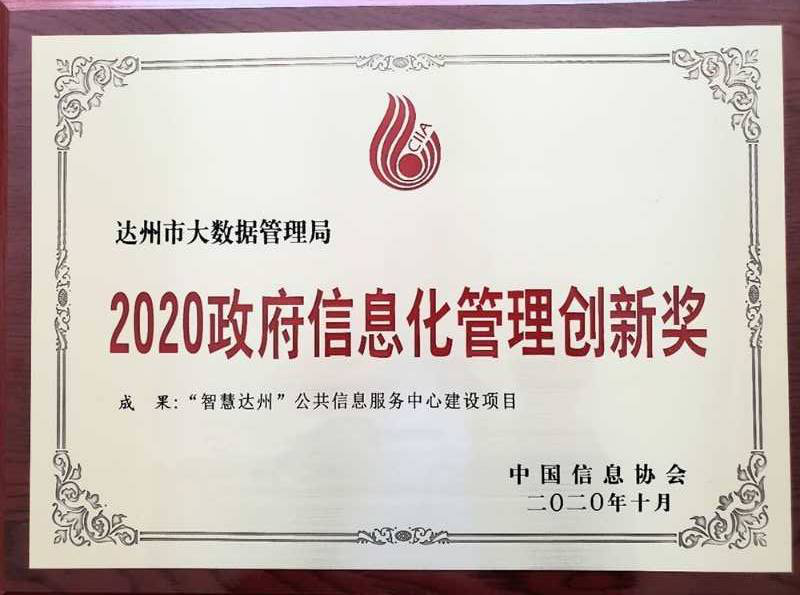 CIIA
达州市大数据管理局
2020政府信息化管理创新奖
成 果：“智慧达州”公共信息服务中心建设项目
中国信息协会
二〇二〇年十月